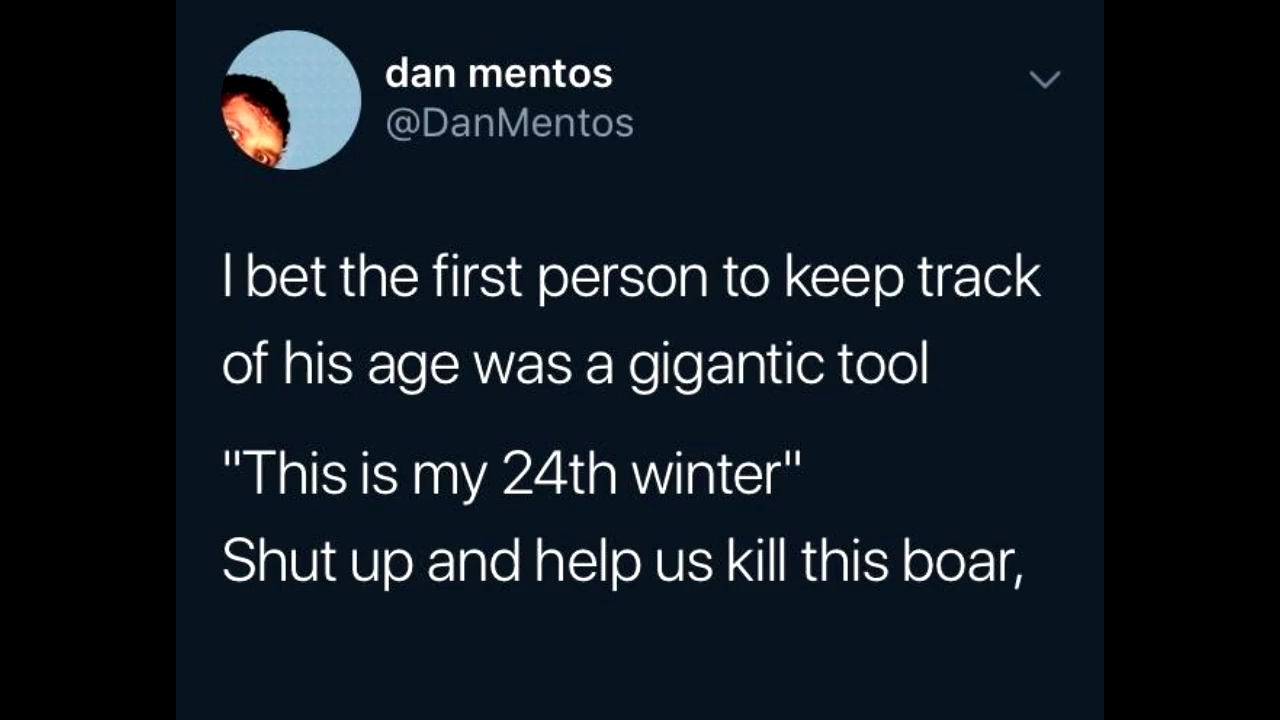 dan mentos
@DanMentos
I bet the first person to keep track
of his age was a gigantic tool
"This is my 24th winter"
Shut up and help us kill this boar,